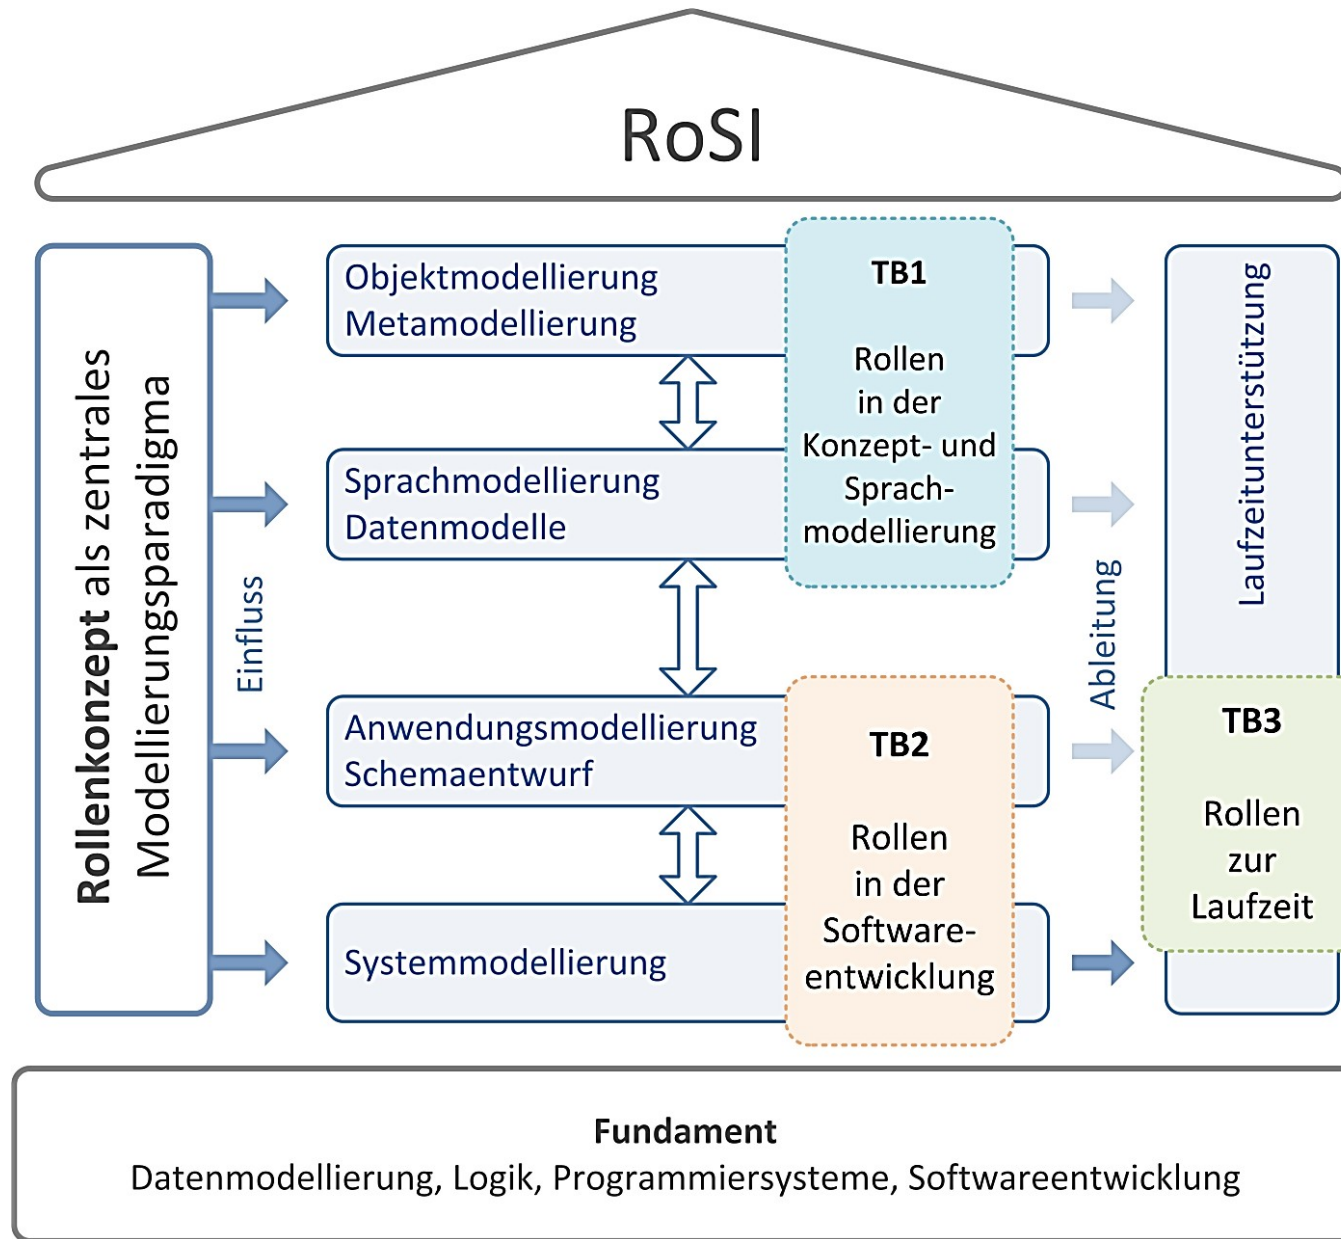 RoSI
Rollenkonzept als zentrales
Modellierungsparadigma
Einfluss
Objektmodellierung
Metamodellierung
Sprachmodellierung
Datenmodelle
Anwendungsmodellierung
Schemaentwurf
Systemmodellierung
TB1
Rollen
in der
Konzept- und
Sprach-
modellierung
TB2
Rollen
in der
Software-
entwicklung
Ableitung
Laufzeitunterstützung
TB3
Rollen
zur
Laufzeit
Fundament
Datenmodellierung, Logik, Programmiersysteme, Softwareentwicklung